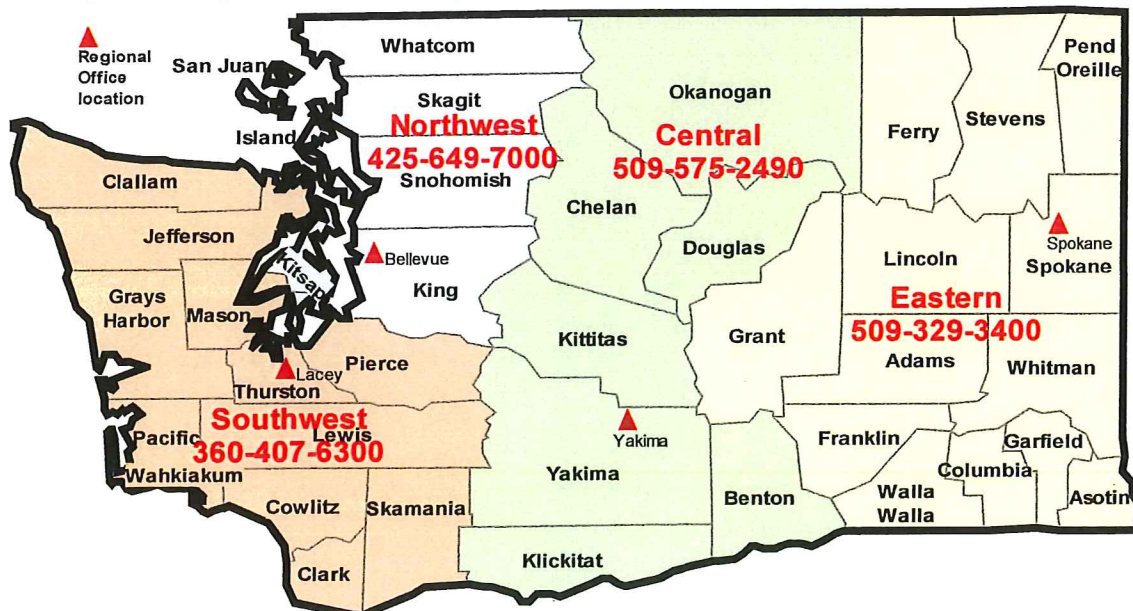 Regional
Office
location
San Juan
Whatcom
Skagit
Island
Northwest
425-649-7000
Snohomish
Bellevue
King
Kitsap
Okanogan
Central
509-575-2490
Chelan
Douglas
Kittitas
Yakima
Yakima
Benton
Klickitat
Ferry
Stevens
Pend
Oreille
Spokane
Spokane
Lincoln
Eastern
509-329-3400
Grant
Adams
Whitman
Franklin
Garfield
Columbia
Walla
Walla
Asotin
Clallam
Jefferson
Grays
Harbor
Mason
Pierce
Lacey
Thurston
Southwest
360-407-6300
Lewis
Pacific
Wahkiakum
Cowlitz
Skamania
Clark